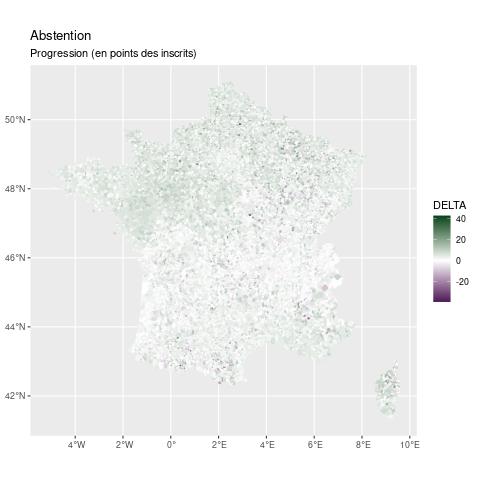 Abstention
Progression (en points des inscrits)
50°N
48°N
46°N
44°N
42°N
4°W 2°W 0° 2°E 4°E 6°E 8°E 10°E
DELTA
40
20
0
-20